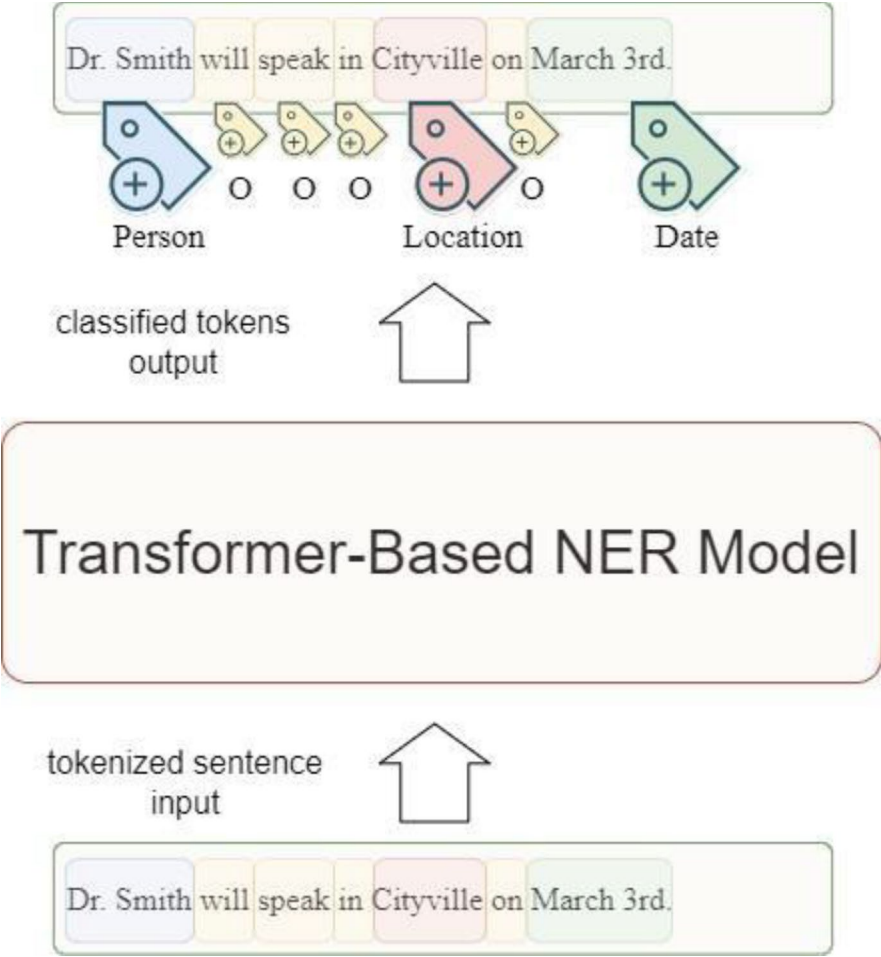 Dr. Smith will speak in Cityville on March 3rd.
O O O O
Person Location Date
classified tokens
output
Transformer-Based NER Model
tokenized sentence
input
Dr. Smith will speak in Cityville on March 3rd.